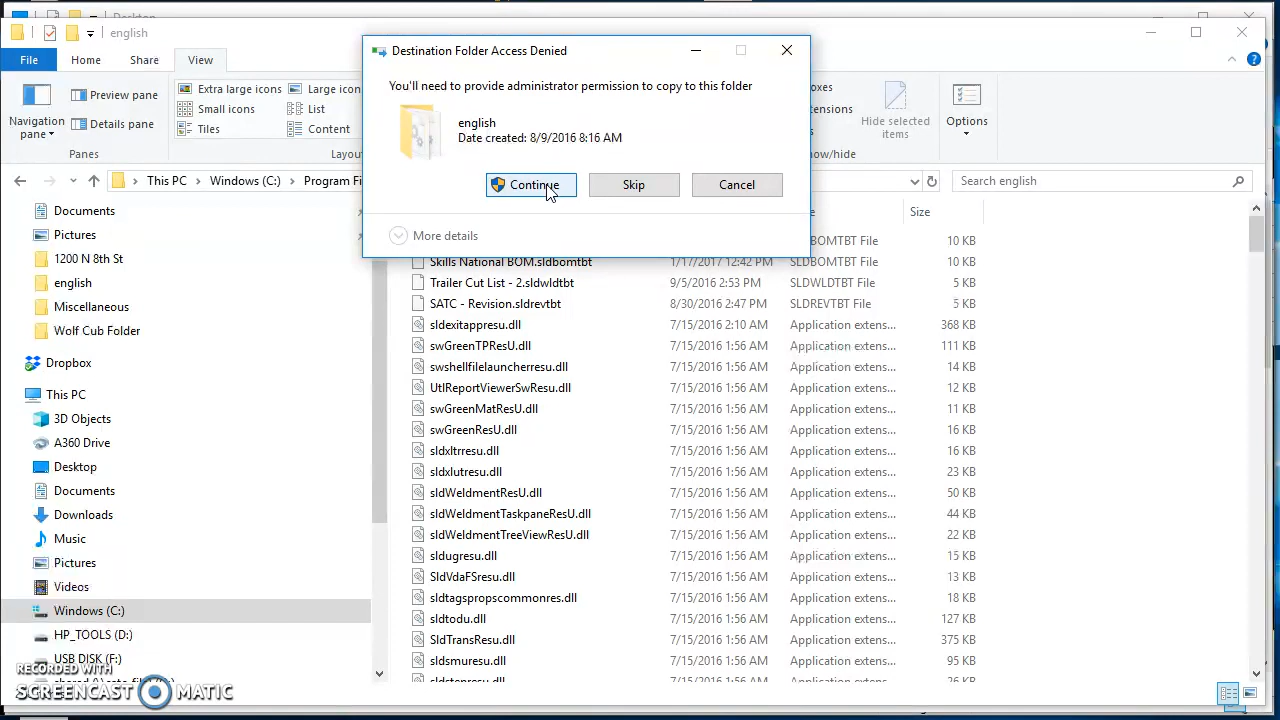 Desktop
english
File Home Share View
Extra large icons Large icon
Preview pane
Small icons List
Details pane
Tiles Content
Navigation pane
Panes
Layou
oxes
ensions
Hide selected items
Options
ow/hide
Destination Folder Access Denied
You'll need to provide administrator permission to copy to this folder
english
Date created: 8/9/2016 8:16 AM
Continue Skip Cancel
More details
This PC Windows (C:) Program Fi
Search english
Size
Documents
Pictures
1200 N 8th St
english
Miscellaneous
Wolf Cub Folder
Dropbox
This PC
3D Objects
A360 Drive
Desktop
Documents
Downloads
Music
Pictures
Videos
Windows (C:)
HP_TOOLS (D:)
USB DISK (F:)
DBOMTBT File 10 KB
Skills National BOM.sldbomtbt 1/17/2017 12:42 PM SLDBOMTBT File 10 KB
Trailer Cut List - 2.sldwldtbt 9/5/2016 2:53 PM SLDWLDTBT File 5 KB
SATC - Revision.sldrevtbt 8/30/2016 2:47 PM SLDREVTBT File 5 KB
sldexitappresu.dll 7/15/2016 2:10 AM Application extens... 368 KB
swGreenTPResU.dll 7/15/2016 1:56 AM Application extens... 111 KB
swshellfilelauncherresu.dll 7/15/2016 1:56 AM Application extens... 14 KB
UtlReportViewerSwResu.dll 7/15/2016 1:56 AM Application extens... 12 KB
swGreenMatResU.dll 7/15/2016 1:56 AM Application extens... 11 KB
swGreenResU.dll 7/15/2016 1:56 AM Application extens... 16 KB
sldxltrresu.dll 7/15/2016 1:56 AM Application extens... 16 KB
sldxlutresu.dll 7/15/2016 1:56 AM Application extens... 23 KB
sldWeldmentResU.dll 7/15/2016 1:56 AM Application extens... 50 KB
sldWeldmentTaskpaneResU.dll 7/15/2016 1:56 AM Application extens... 44 KB
sldWeldmentTreeViewResU.dll 7/15/2016 1:56 AM Application extens... 22 KB
sldugresu.dll 7/15/2016 1:56 AM Application extens... 15 KB
SldVdaFSresu.dll 7/15/2016 1:56 AM Application extens... 13 KB
sldtagspropscommonres.dll 7/15/2016 1:56 AM Application extens... 18 KB
sldtodu.dll 7/15/2016 1:56 AM Application extens... 127 KB
SldTransResu.dll 7/15/2016 1:56 AM Application extens... 375 KB
sldsmuresu.dll 7/15/2016 1:56 AM Application extens... 95 KB
RECORDED WITH
SCREENCAST MATIC